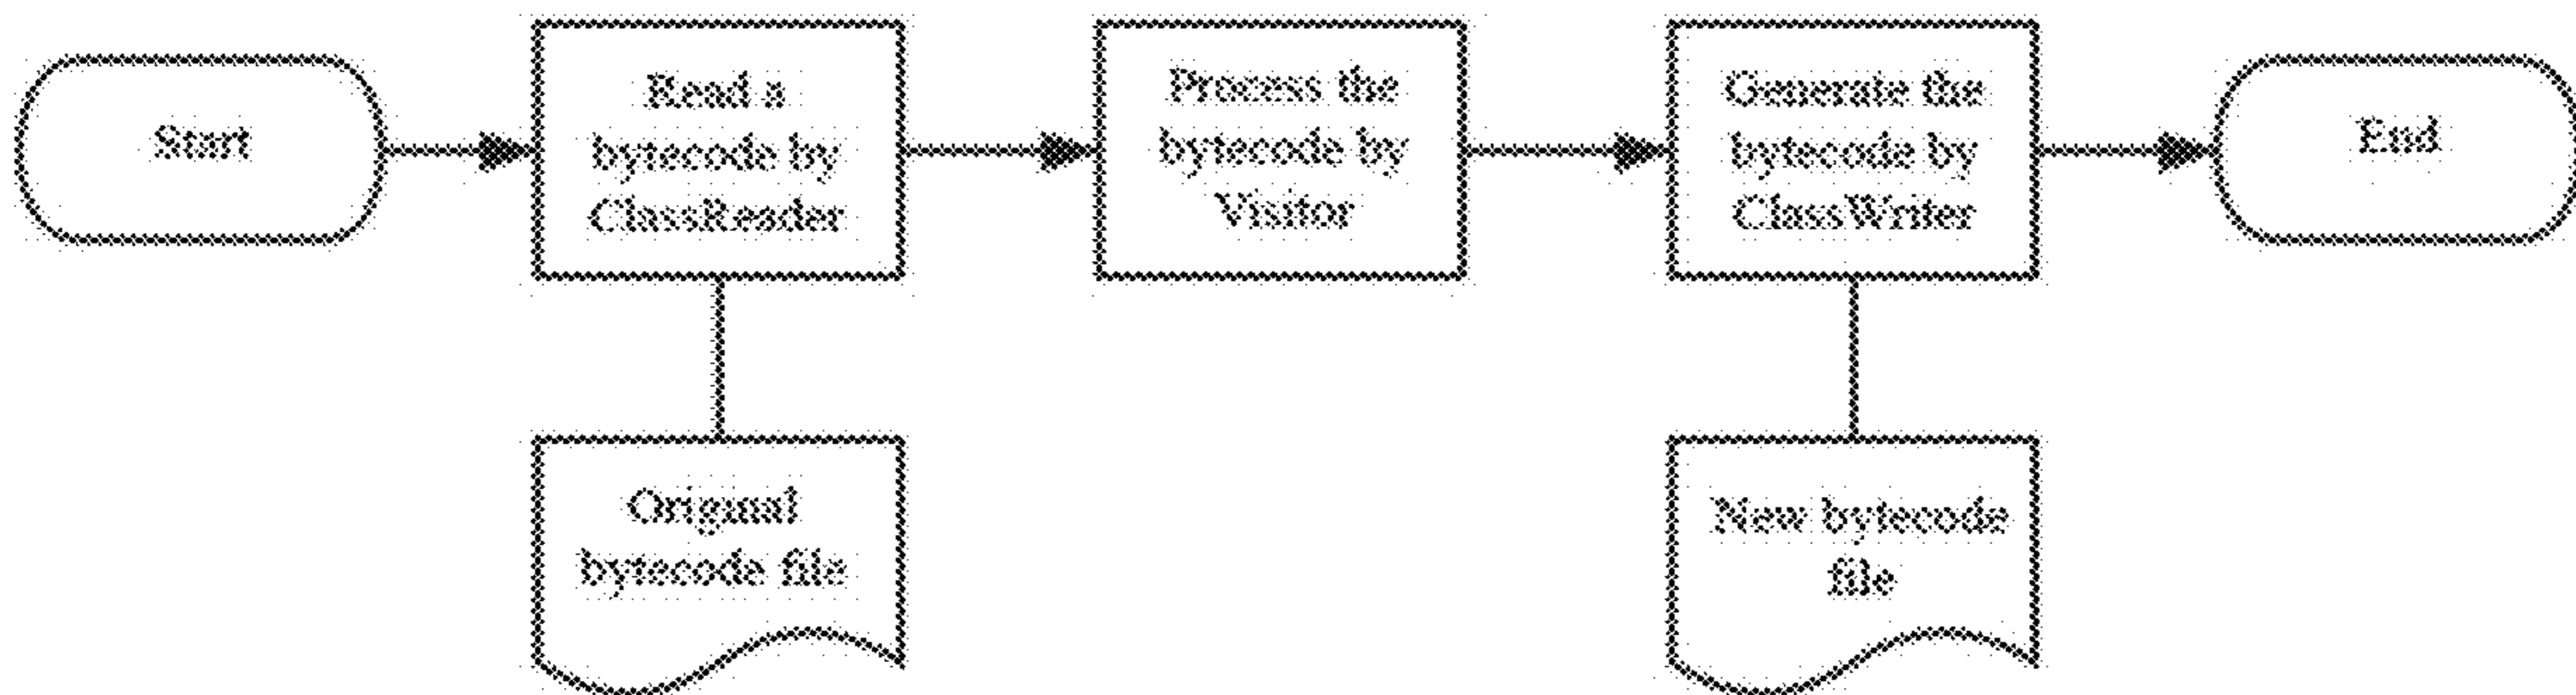 Start
Read a
bytecode by
ClassReader
Process the
bytecode by
Visitor
Generate the
bytecode by
ClassWriter
End
Original
bytecode file
New bytecode
file